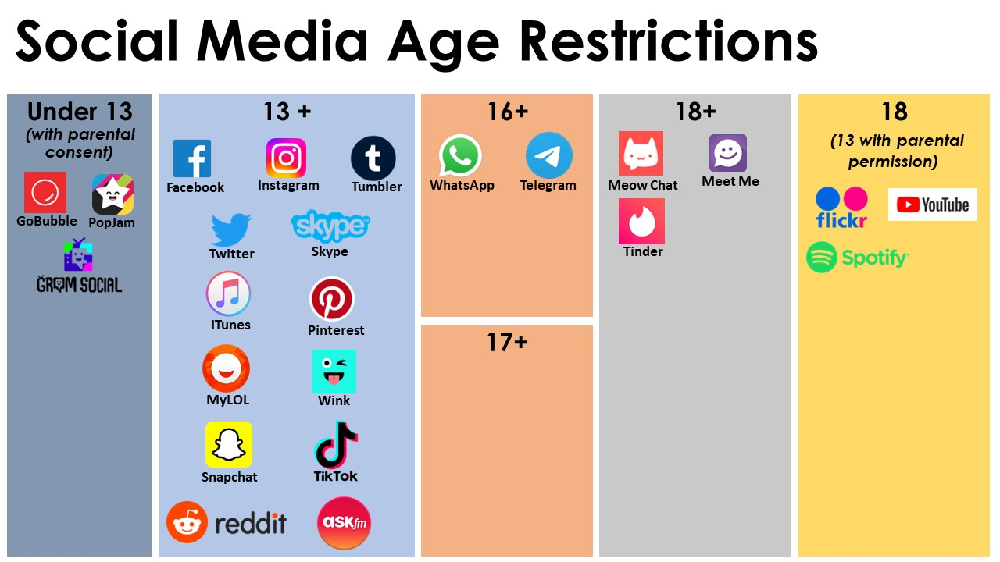 Social Media Age Restrictions
Under 13
(with parental
consent)
GoBubble
PopJam
GROM SOCIAL
13 +
Facebook
Instagram
t
Tumbler
Twitter
skype
Skype
iTunes
Pinterest
MyLOL
Wink
Snapchat
TikTok
reddit
ASKfm
16+
WhatsApp
Telegram
17+
18+
Meow Chat
Meet Me
Tinder
18
(13 with parental
permission)
flickr
YouTube
Spotify